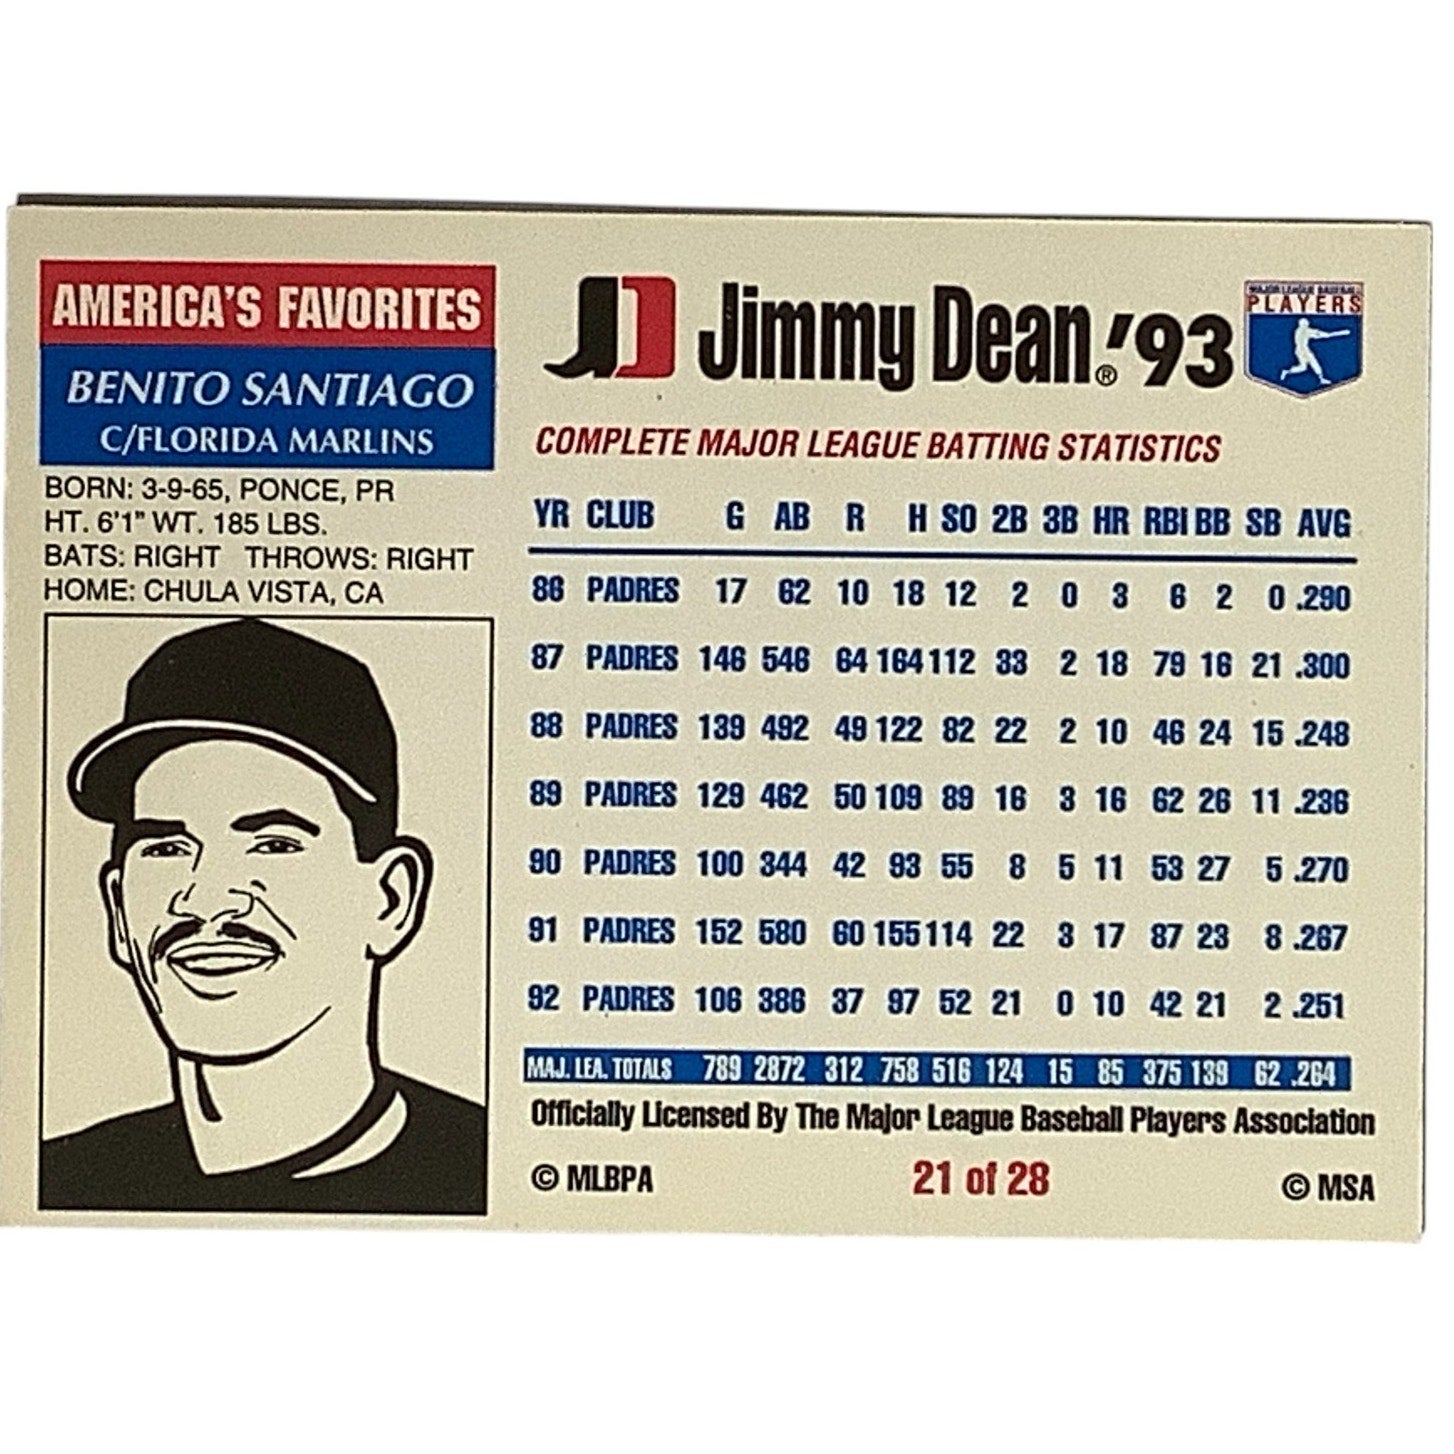 AMERICA'S FAVORITES
BENITO SANTIAGO
C/FLORIDA MARLINS
BORN: 3-9-65, PONCE, PR
HT. 6'1" WT. 185 LBS.
BATS: RIGHT THROWS: RIGHT
HOME: CHULA VISTA, CA
JD Jimmy Dean® '93
MAJOR LEAGUE BASEBALL
PLAYERS
COMPLETE MAJOR LEAGUE BATTING STATISTICS
YR CLUB G AB R H SO 2B 3B HR RBI BB SB AVG
86 PADRES 17 62 10 18 12 2 0 3 6 2 0 .290
87 PADRES 146 546 64 164 112 33 2 18 79 16 21 .300
88 PADRES 139 492 49 122 82 22 2 10 46 24 15 .248
89 PADRES 129 462 50 109 89 16 3 16 62 26 11 .236
90 PADRES 100 344 42 93 55 8 5 11 53 27 5 .270
91 PADRES 152 580 60 155 114 22 3 17 87 23 8 .267
92 PADRES 106 386 37 97 52 21 0 10 42 21 2 .251
MAJ. LEA. TOTALS 789 2872 312 758 516 124 15 85 375 139 62 .264
Officially Licensed By The Major League Baseball Players Association
© MLBPA 21 of 28 © MSA